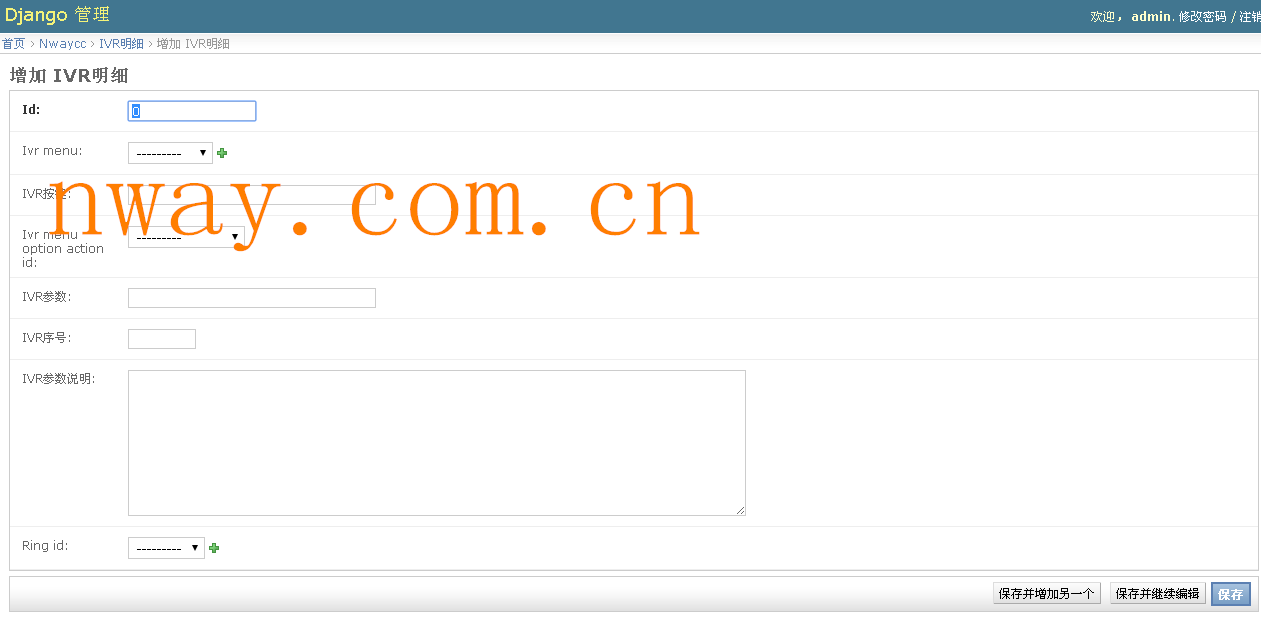 Django 管理
欢迎， admin. 修改密码 / 注销
首页 › Nwaycc › IVR明细 › 增加 IVR明细
增加 IVR明细
Id: 0
Ivr menu: ---------
IVR按键:
nway.com.cn
Ivr menu option action id: ---------
IVR参数:
IVR序号:
IVR参数说明:
Ring id: ---------
保存并增加另一个 保存并继续编辑 保存